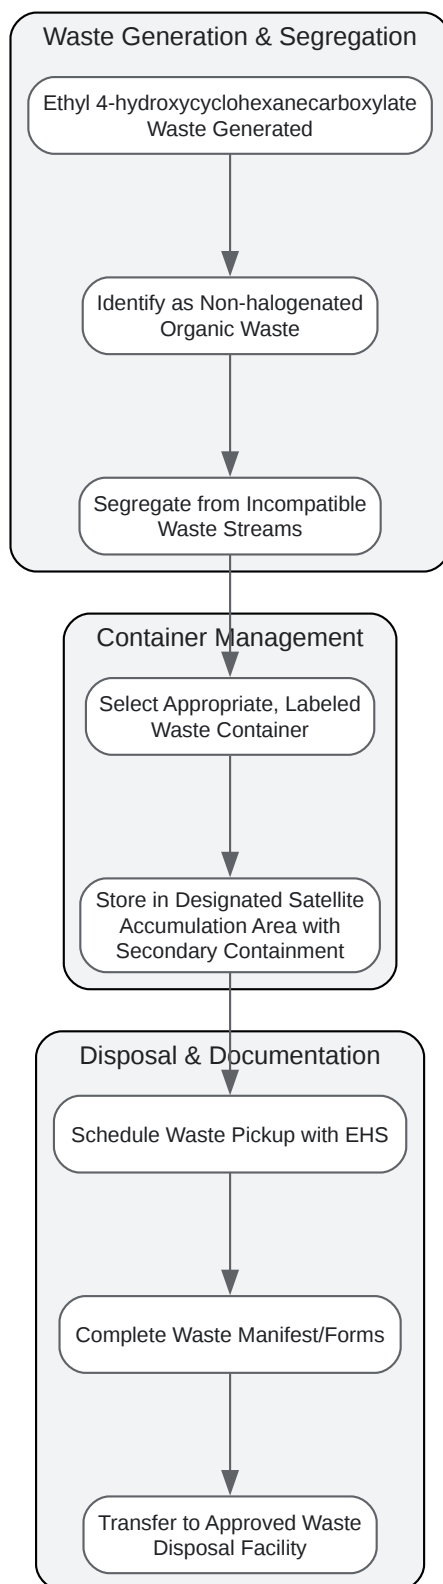 Waste Generation & Segregation
Ethyl 4-hydroxycyclohexanecarboxylate
Waste Generated
Identify as Non-halogenated
Organic Waste
Segregate from Incompatible
Waste Streams
Container Management
Select Appropriate, Labeled
Waste Container
Store in Designated Satellite
Accumulation Area with
Secondary Containment
Disposal & Documentation
Schedule Waste Pickup with EHS
Complete Waste Manifest/Forms
Transfer to Approved Waste
Disposal Facility